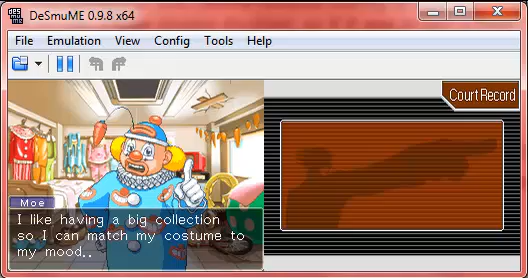 DeSmuME 0.9.8 x64
File Emulation View Config Tools Help
Court Record
Moe
I like having a big collection
so I can match my costume to
my mood..